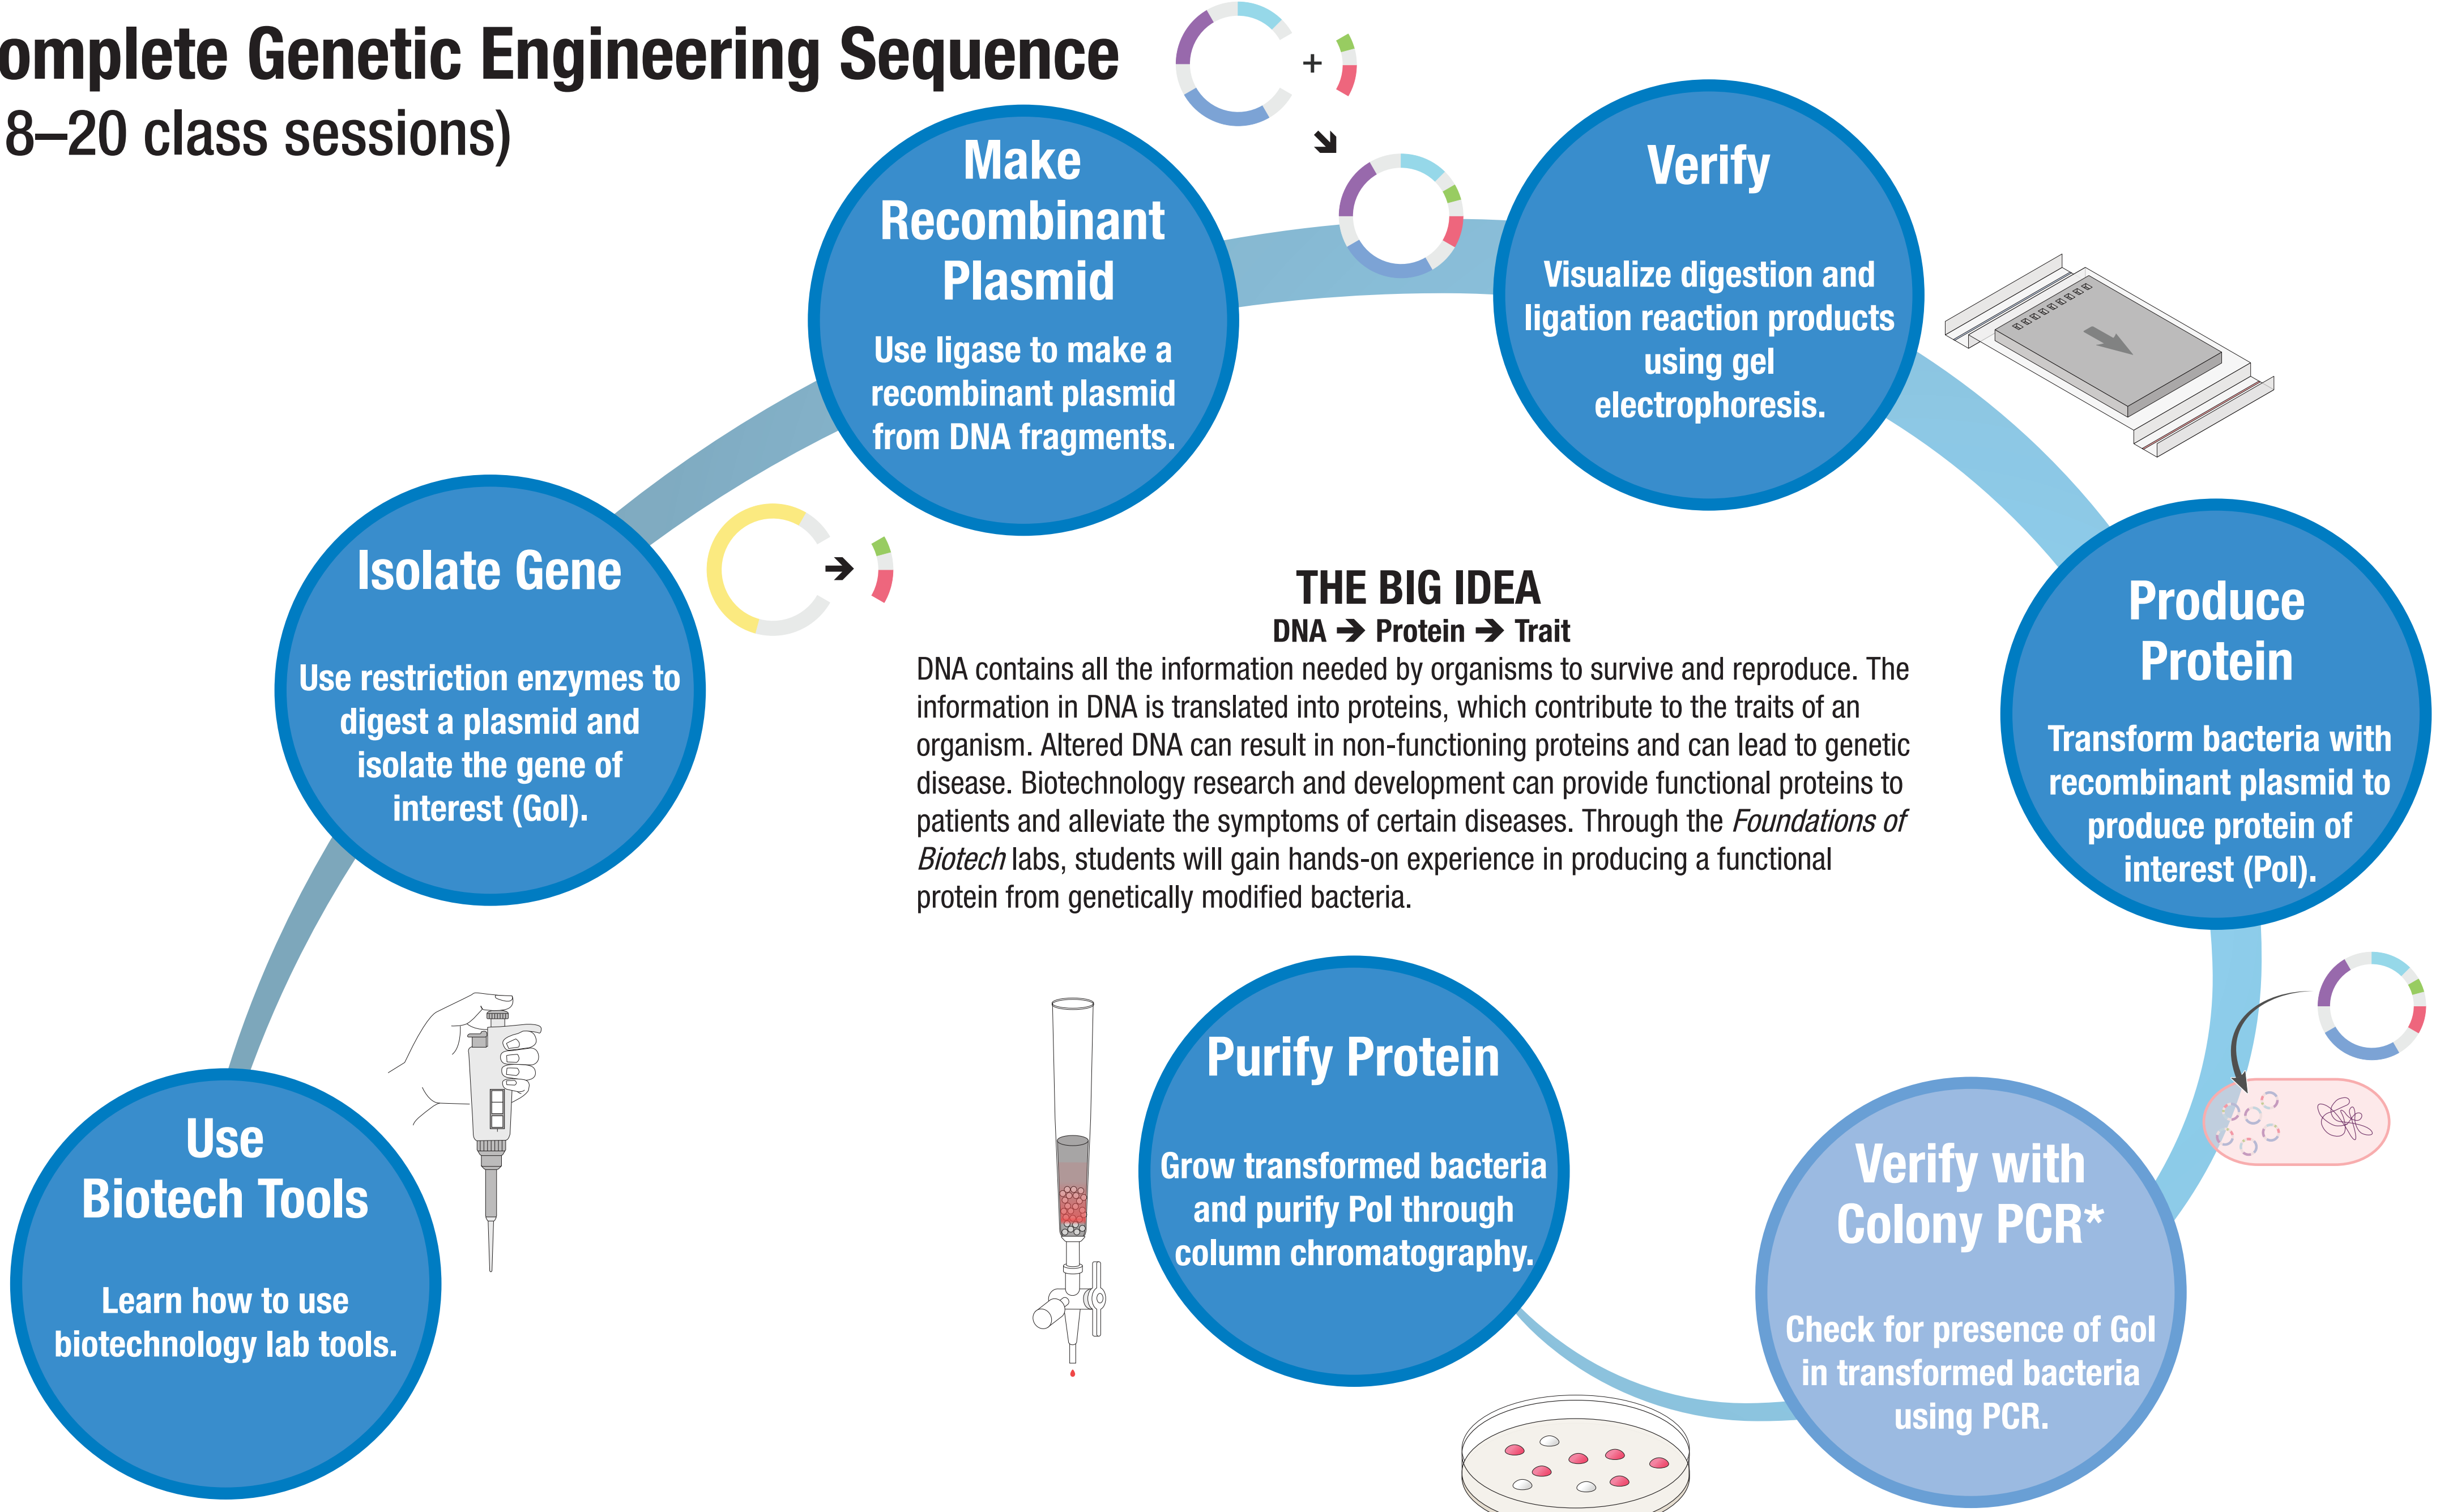 omplete Genetic Engineering Sequence
8–20 class sessions)
Make
Recombinant
Plasmid
Use ligase to make a
recombinant plasmid
from DNA fragments.
+
Verify
Visualize digestion and
ligation reaction products
using gel
electrophoresis.
Isolate Gene
Use restriction enzymes to
digest a plasmid and
isolate the gene of
interest (GoI).
THE BIG IDEA
DNA ➔ Protein ➔ Trait
DNA contains all the information needed by organisms to survive and reproduce. The
information in DNA is translated into proteins, which contribute to the traits of an
organism. Altered DNA can result in non-functioning proteins and can lead to genetic
disease. Biotechnology research and development can provide functional proteins to
patients and alleviate the symptoms of certain diseases. Through the Foundations of
Biotech labs, students will gain hands-on experience in producing a functional
protein from genetically modified bacteria.
Produce
Protein
Transform bacteria with
recombinant plasmid to
produce protein of
interest (PoI).
Use
Biotech Tools
Learn how to use
biotechnology lab tools.
Purify Protein
Grow transformed bacteria
and purify PoI through
column chromatography.
Verify with
Colony PCR*
Check for presence of GoI
in transformed bacteria
using PCR.